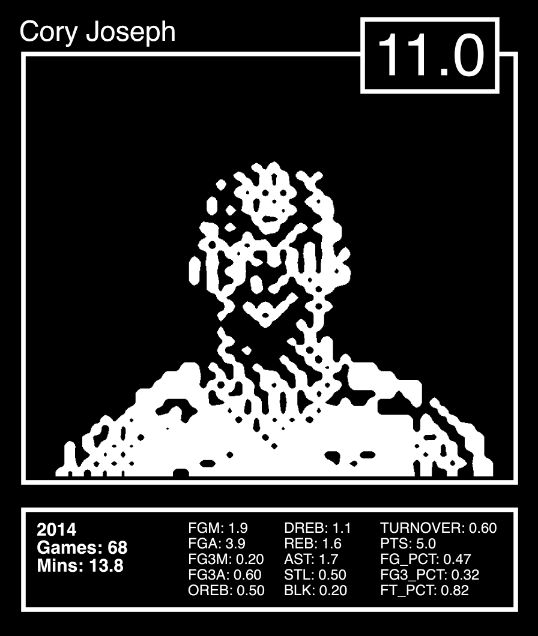 Cory Joseph
11.0
2014
Games: 68
Mins: 13.8
FGM: 1.9
FGA: 3.9
FG3M: 0.20
FG3A: 0.60
OREB: 0.50
DREB: 1.1
REB: 1.6
AST: 1.7
STL: 0.50
BLK: 0.20
TURNOVER: 0.60
PTS: 5.0
FG_PCT: 0.47
FG3_PCT: 0.32
FT_PCT: 0.82